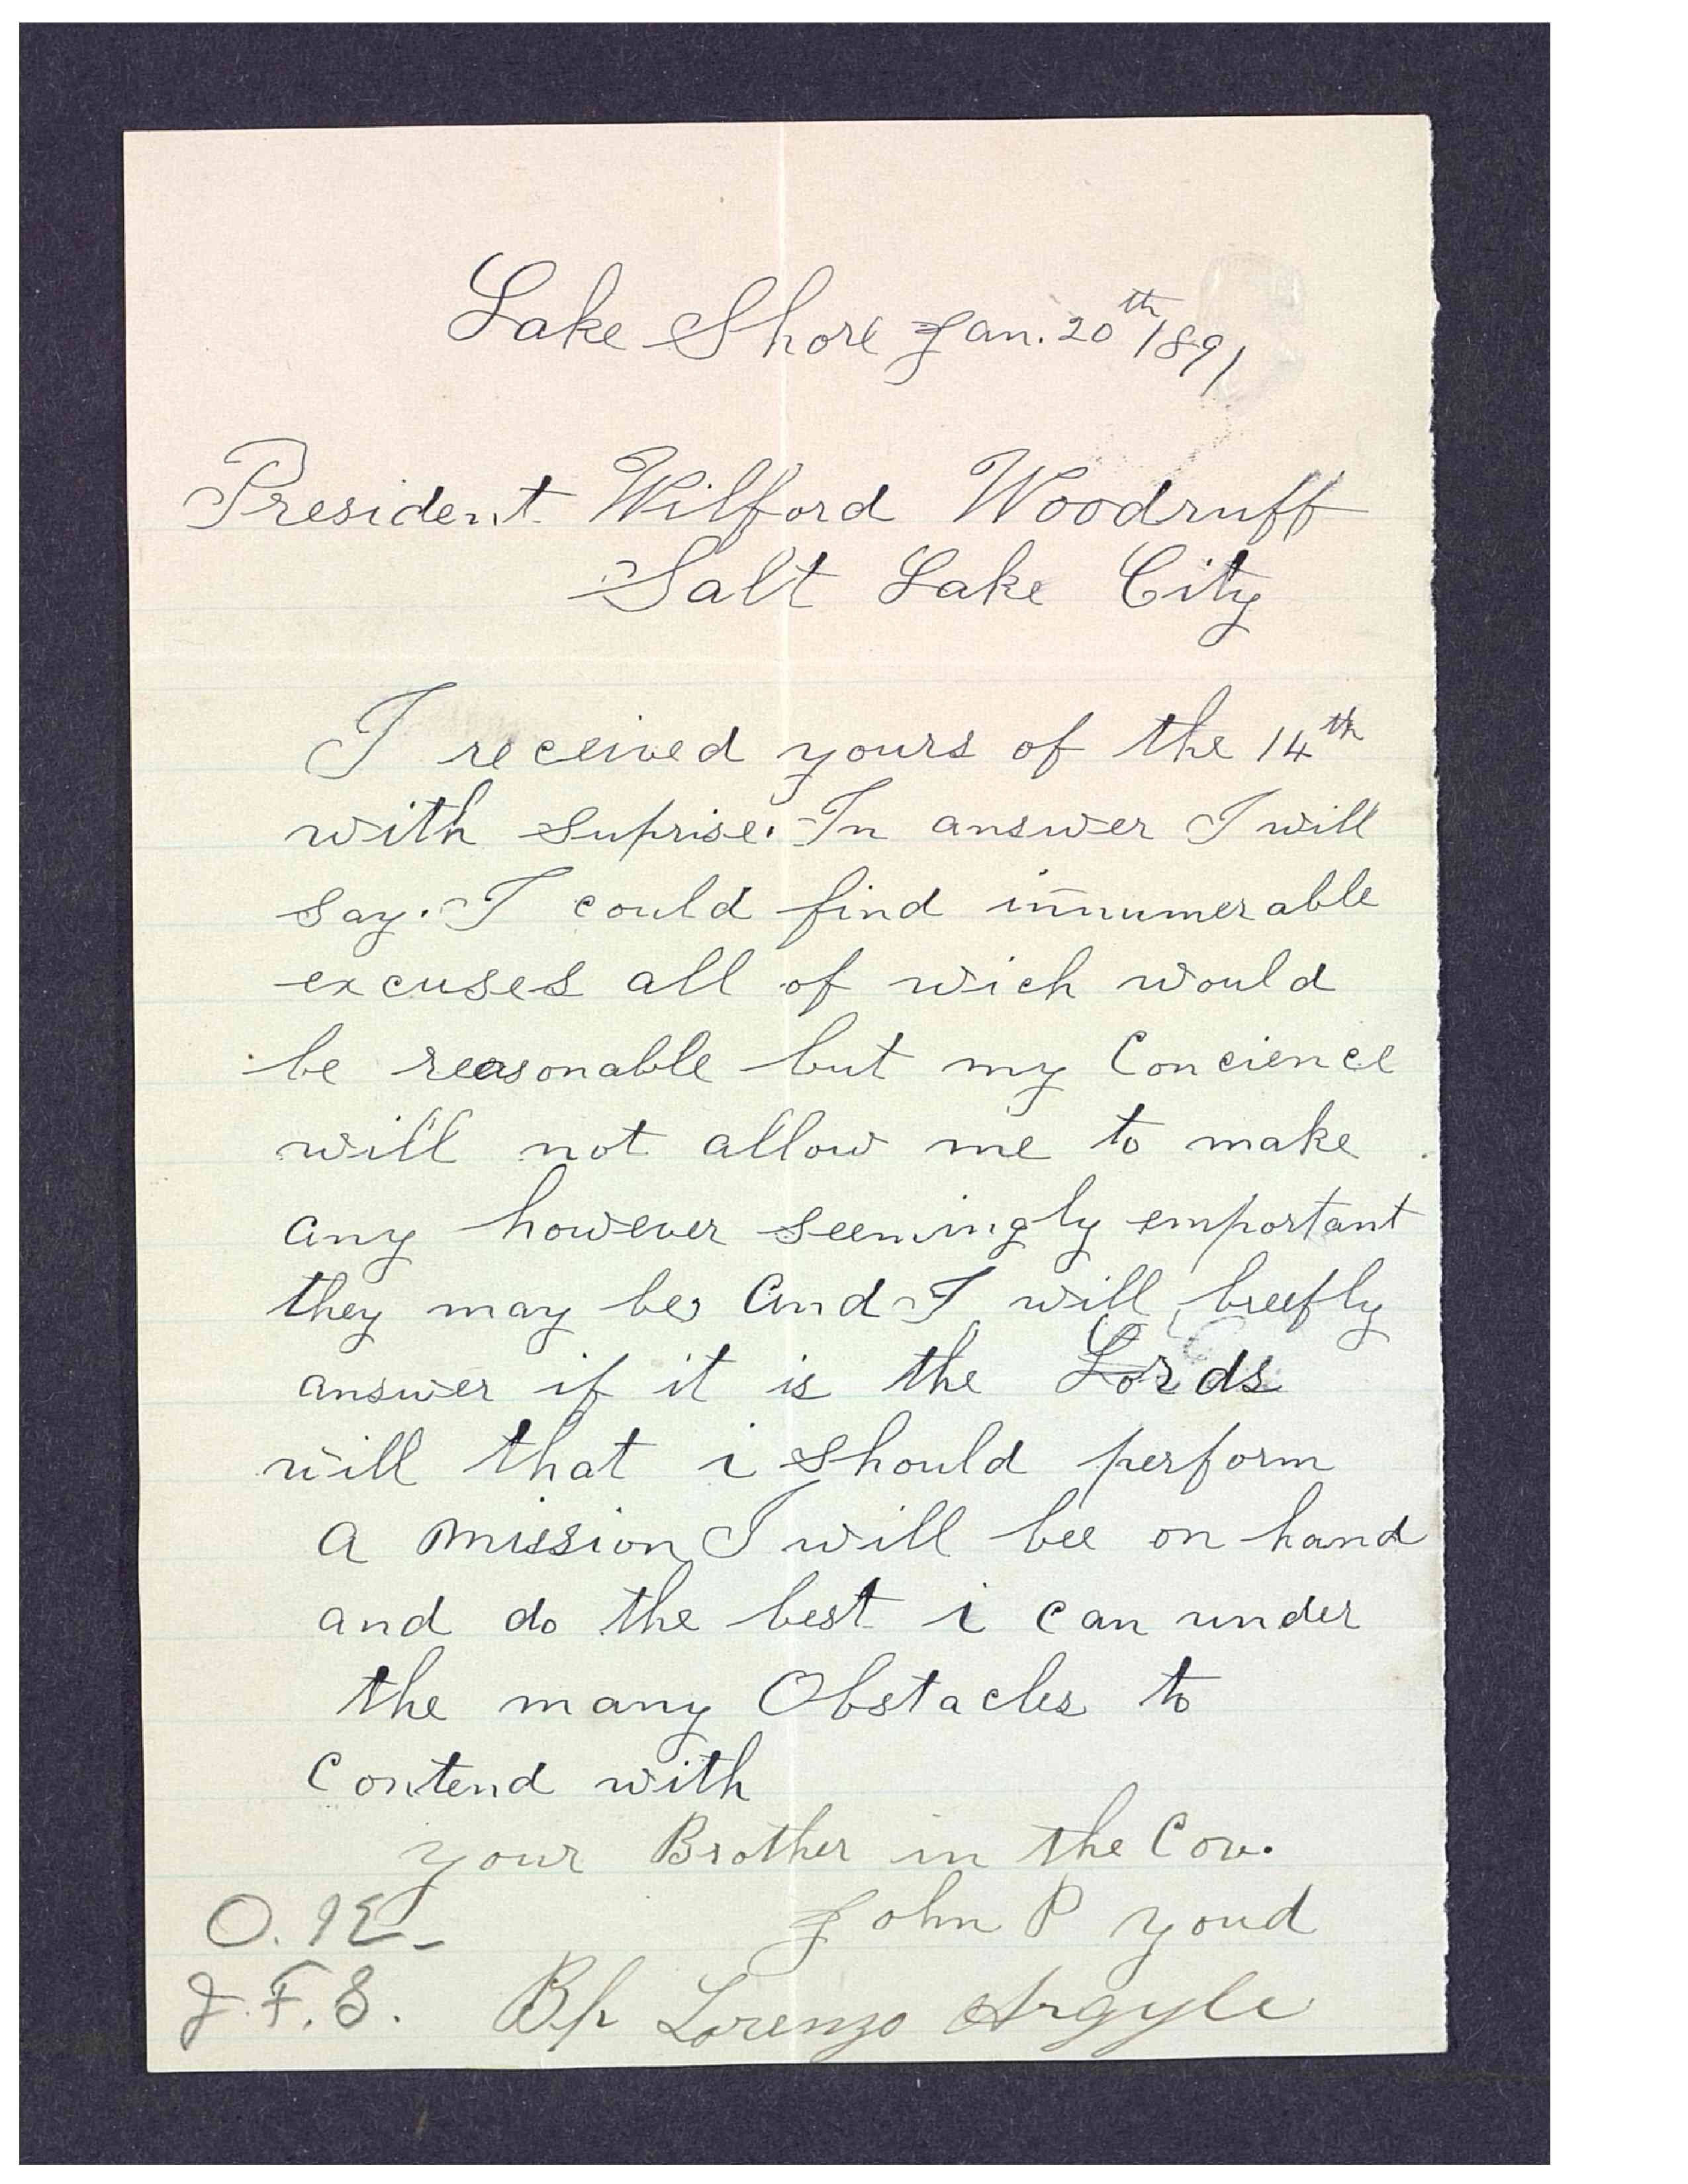 Lake Shore Jan. 20th 1891
President Wilford Woodruff
Salt Lake City
I received yours of the 14th
with suprise. In answer I will
say. I could find innumerable
excuses all of wich would
be reasonable but my Concience
will not allow me to make
any however seemingly emportant
they may be, And I will breefly
answer if it is the Lords
will that i should perform
a mission I will bee on hand
and do the best i can under
the many Obstacles to
Contend with
your Brother in the Cov.
John P Youd
O.K.
J.F.S. Bp Lorenzo Argyle